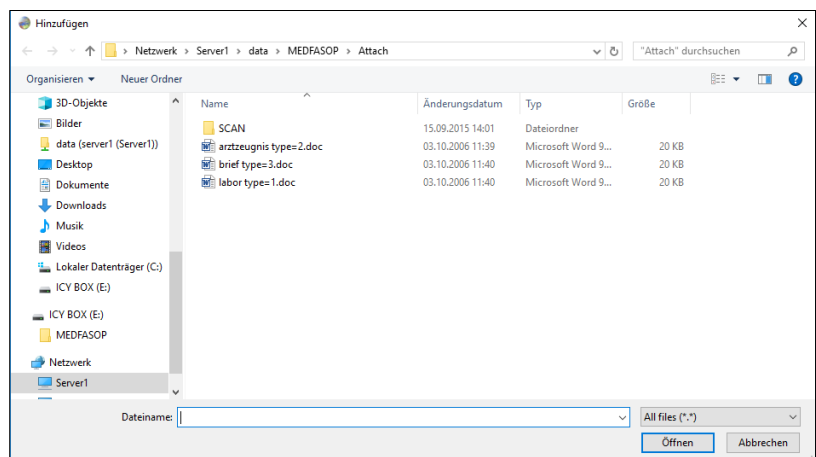 Hinzufügen
Netzwerk > Server1 > data > MEDFASOP > Attach
"Attach" durchsuchen
Organisieren
Neuer Ordner
Name Änderungsdatum Typ Größe
3D-Objekte
Bilder
data (server1 (Server1))
Desktop
Dokumente
Downloads
Musik
Videos
Lokaler Datenträger (C:)
ICY BOX (E:)
ICY BOX (E:)
MEDFASOP
Netzwerk
Server1
SCAN 15.09.2015 14:01 Dateiordner
arztzeugnis type=2.doc 03.10.2006 11:39 Microsoft Word 9... 20 KB
brief type=3.doc 03.10.2006 11:40 Microsoft Word 9... 20 KB
labor type=1.doc 03.10.2006 11:40 Microsoft Word 9... 20 KB
Dateiname:
All files (*.*)
Öffnen
Abbrechen